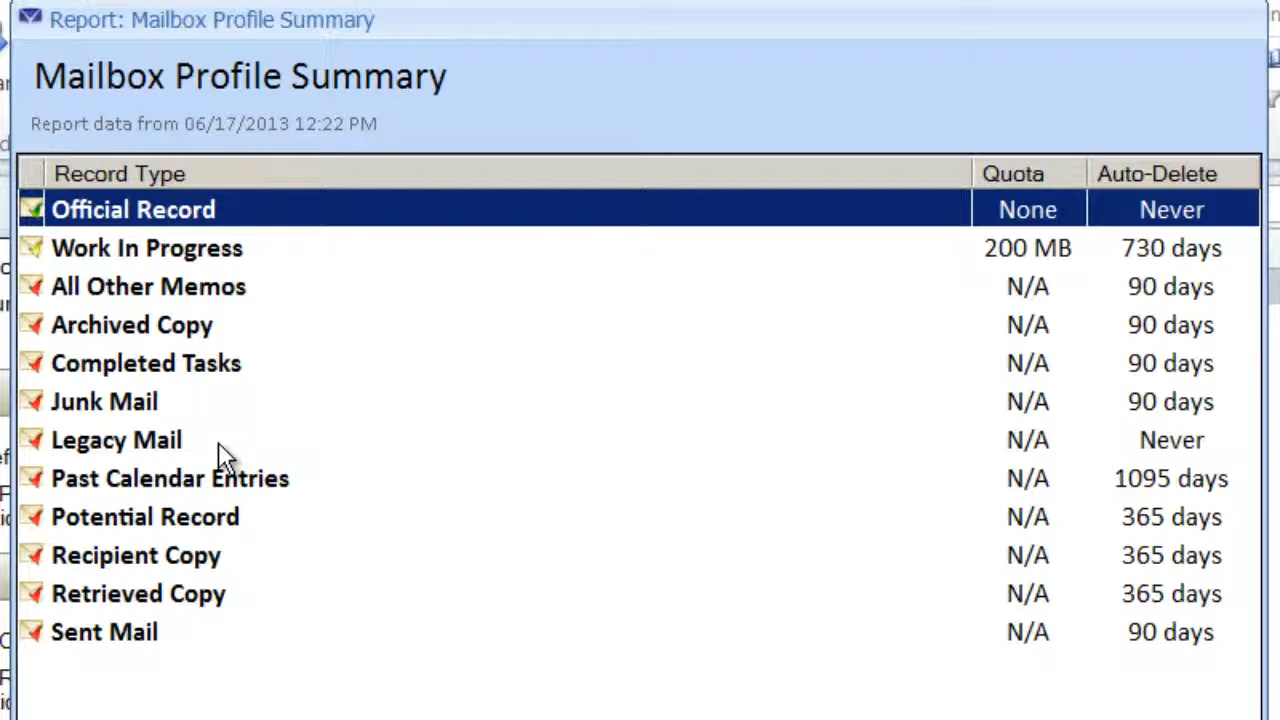 Report: Mailbox Profile Summary
Mailbox Profile Summary
Report data from 06/17/2013 12:22 PM
Record Type Quota Auto-Delete
Official Record None Never
Work In Progress 200 MB 730 days
All Other Memos N/A 90 days
Archived Copy N/A 90 days
Completed Tasks N/A 90 days
Junk Mail N/A 90 days
Legacy Mail N/A Never
Past Calendar Entries N/A 1095 days
Potential Record N/A 365 days
Recipient Copy N/A 365 days
Retrieved Copy N/A 365 days
Sent Mail N/A 90 days